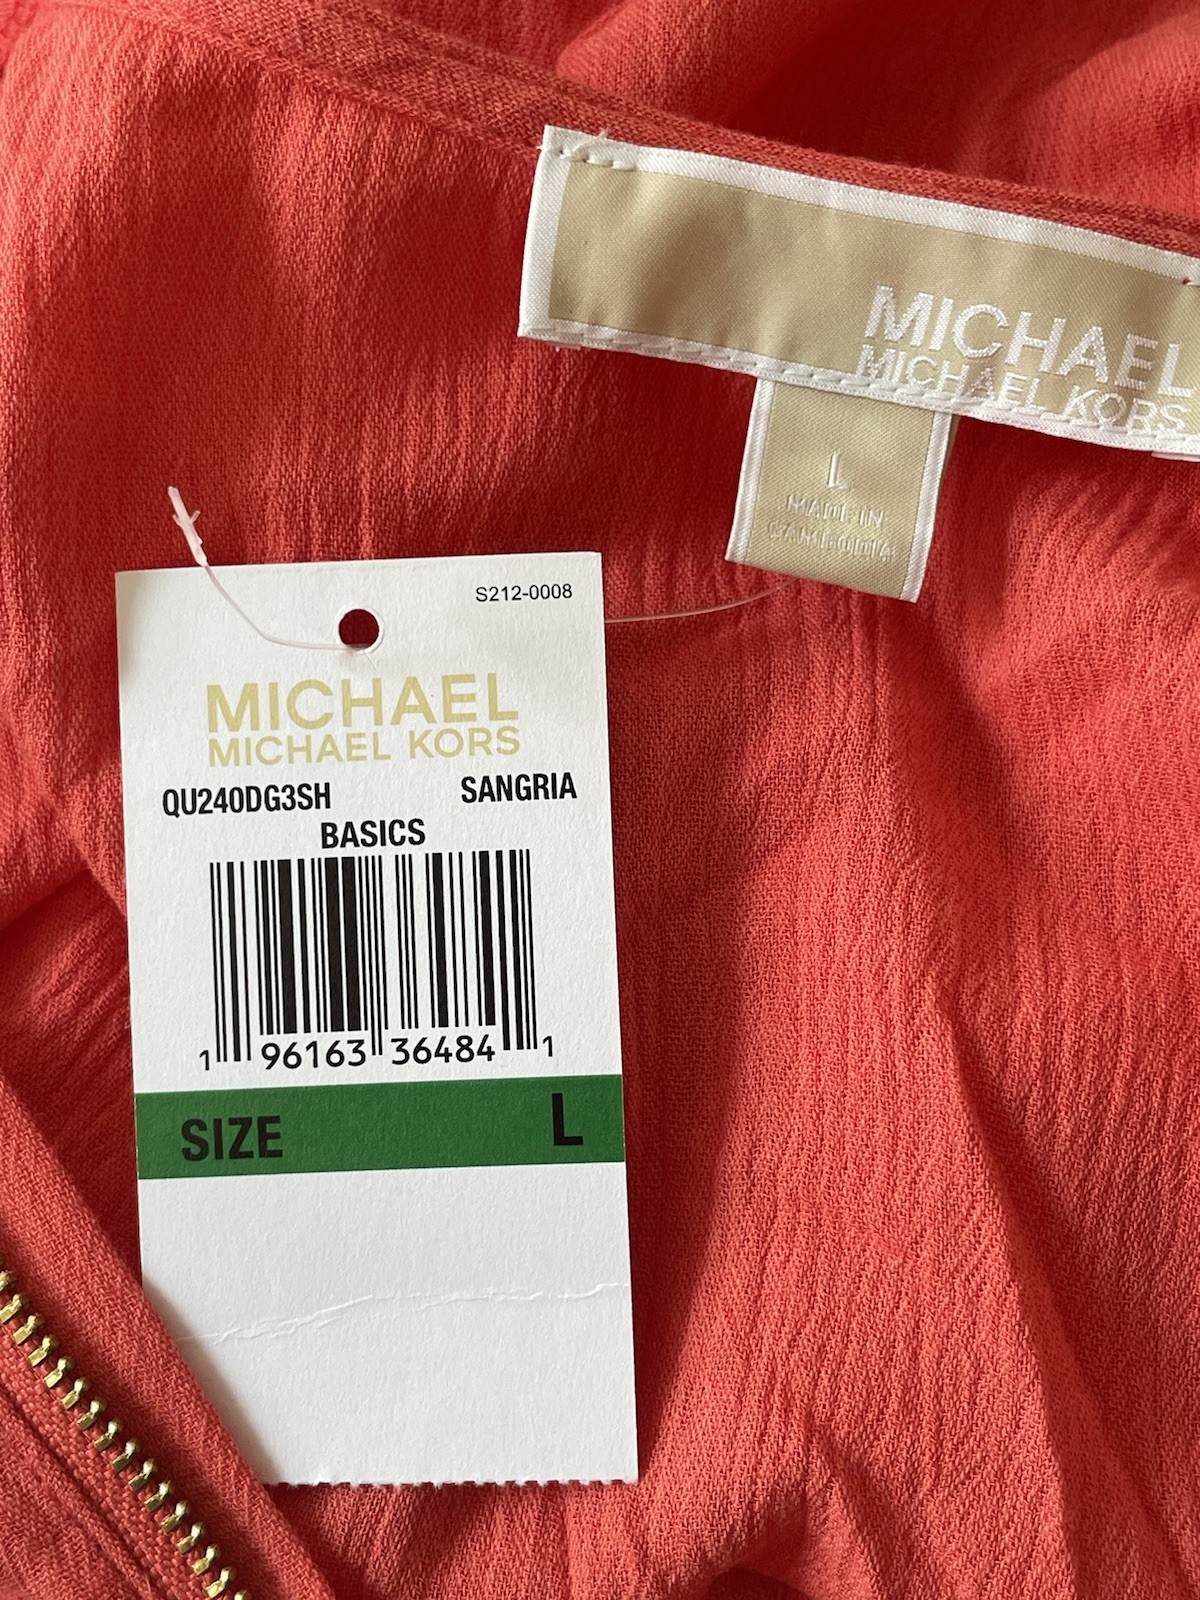 MICHAEL
MICHAEL KORS
L
MADE IN
CAMBODIA
S212-0008
MICHAEL
MICHAEL KORS
QU240DG3SH SANGRIA
BASICS
1 96163 36484 1
SIZE L